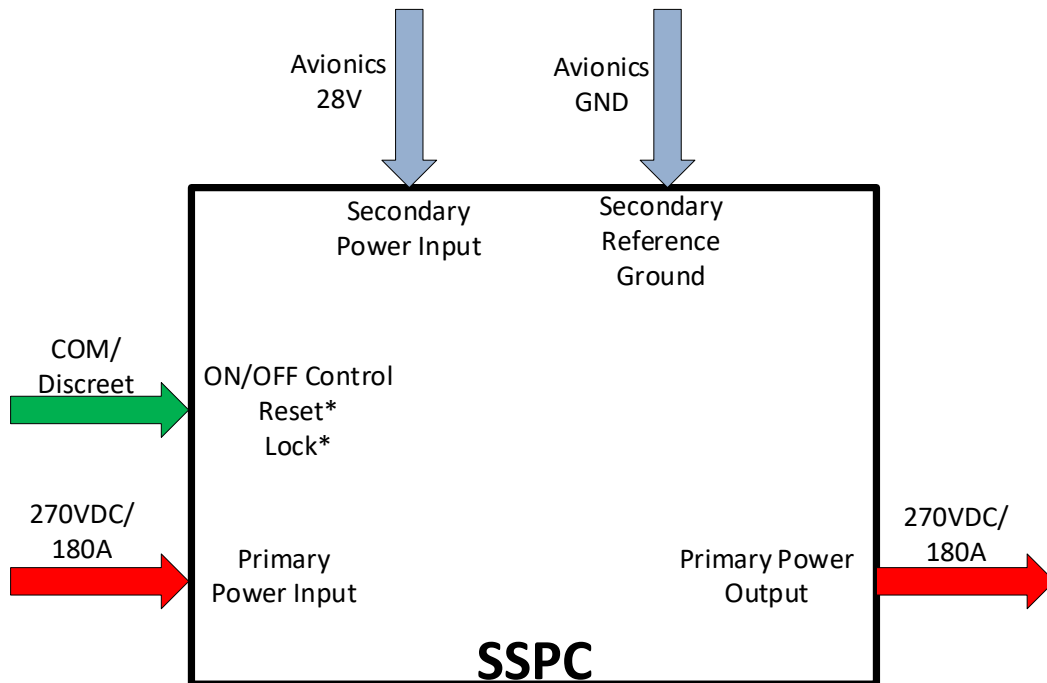 Avionics
28V
Avionics
GND
Secondary
Power Input
Secondary
Reference
Ground
COM/
Discreet
ON/OFF Control
Reset*
Lock*
270VDC/
180A
Primary
Power Input
Primary Power
Output
270VDC/
180A
SSPC